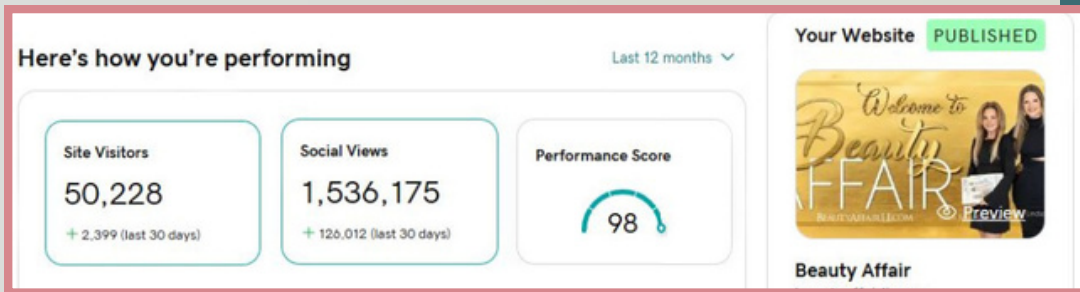 Here's how you're performing
Last 12 months
Site Visitors
50,228
+ 2,399 (last 30 days)
Social Views
1,536,175
+ 126,012 (last 30 days)
Performance Score
98
Your Website PUBLISHED
Welcome to
Beauty
AFFAIR
Preview
Beauty Affair